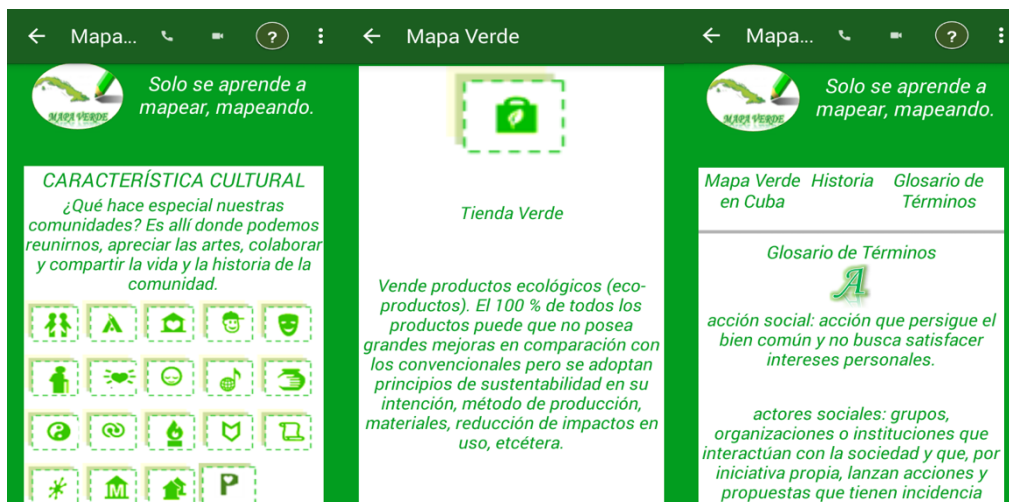 Mapa...
?
MAPA VERDE
Solo se aprende a
mapear, mapeando.
CARACTERÍSTICA CULTURAL
¿Qué hace especial nuestras
comunidades? Es allí donde podemos
reunirnos, apreciar las artes, colaborar
y compartir la vida y la historia de la
comunidad.
M
P
Mapa Verde
Tienda Verde
Vende productos ecológicos (eco-
productos). El 100 % de todos los
productos puede que no posea
grandes mejoras en comparación con
los convencionales pero se adoptan
principios de sustentabilidad en su
intención, método de producción,
materiales, reducción de impactos en
uso, etcétera.
Mapa...
?
MAPA VERDE
Solo se aprende a
mapear, mapeando.
Mapa Verde Historia Glosario de
en Cuba Términos
Glosario de Términos
A
acción social: acción que persigue el
bien común y no busca satisfacer
intereses personales.
actores sociales: grupos,
organizaciones o instituciones que
interactúan con la sociedad y que, por
iniciativa propia, lanzan acciones y
propuestas que tienen incidencia